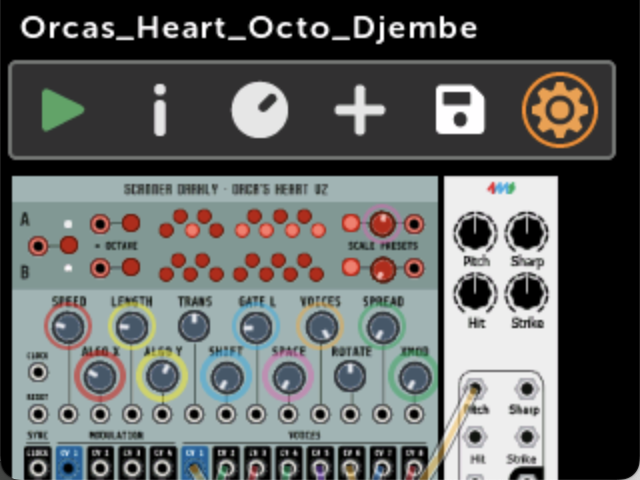 Orcas_Heart_Octo_Djembe
SCANNER DARKLY - ORCA'S HEART V2
A
+ OCTAVE
SCALE PRESETS
B
SPEED LENGTH TRANS GATE L VOICES SPREAD
ALGO X ALGO Y SHIFT SPACE ROTATE XMOD
CLOCK
RESET
SYNC MODULATION VOICES
CLOCK CV 1 CV 2 CV 3 CV 4 CV 1 CV 2 CV 3 CV 4 CV 5 CV 6 CV 7 CV 8
4ms
Pitch Sharp
Hit Strike
Pitch Sharp
Hit Strike